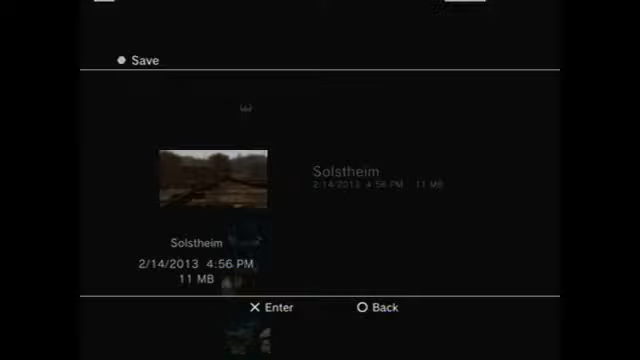 Save
Solstheim
2/14/2013 4:56 PM 11 MB
Solstheim
2/14/2013 4:56 PM
11 MB
Enter
Back